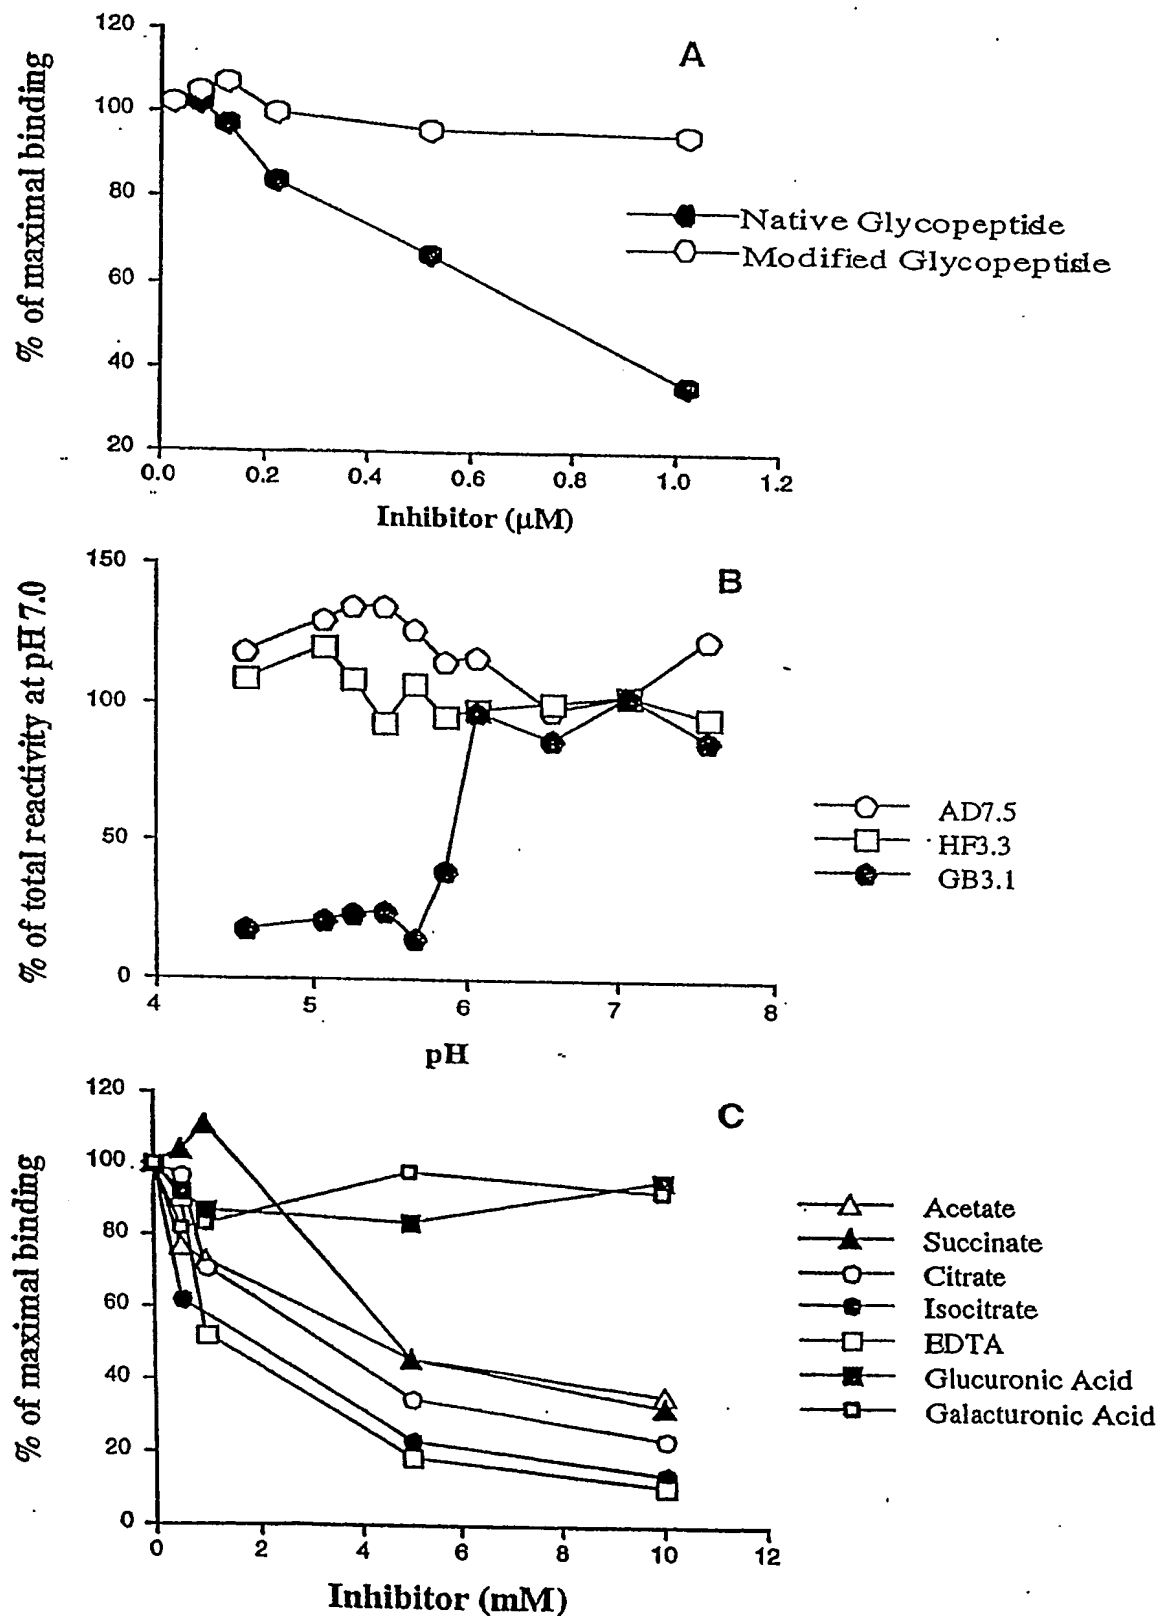 A
% of maximal binding
120
100
80
60
40
20
0.0 0.2 0.4 0.6 0.8 1.0 1.2
Inhibitor (µM)
Native Glycopeptide
Modified Glycopeptide
B
% of total reactivity at pH 7.0
150
100
50
0
4 5 6 7 8
pH
AD7.5
HF3.3
GB3.1
C
% of maximal binding
120
100
80
60
40
20
0
0 2 4 6 8 10 12
Inhibitor (mM)
Acetate
Succinate
Citrate
Isocitrate
EDTA
Glucuronic Acid
Galacturonic Acid